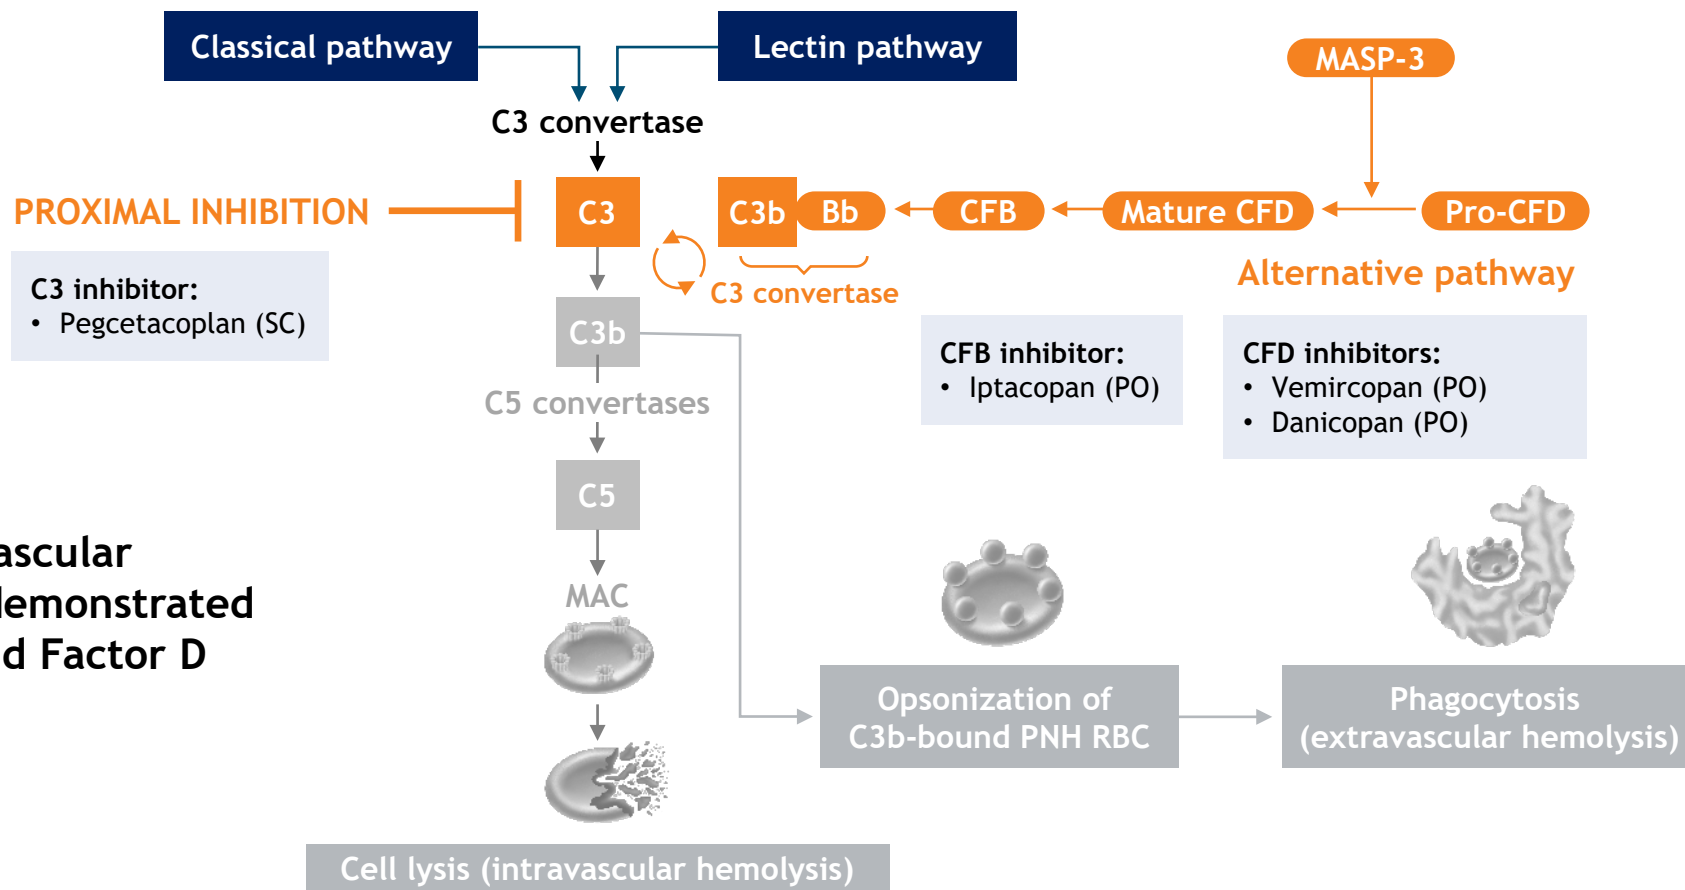 Classical pathway
Lectin pathway
MASP-3
C3 convertase
PROXIMAL INHIBITION
C3
C3b
Bb
CFB
Mature CFD
Pro-CFD
C3 convertase
Alternative pathway
C3 inhibitor:
• Pegcetacoplan (SC)
C3b
CFB inhibitor:
• Iptacopan (PO)
CFD inhibitors:
• Vemircopan (PO)
• Danicopan (PO)
C5 convertases
C5
ascular
demonstrated
d Factor D
MAC
Opsonization of
C3b-bound PNH RBC
Phagocytosis
(extravascular hemolysis)
Cell lysis (intravascular hemolysis)